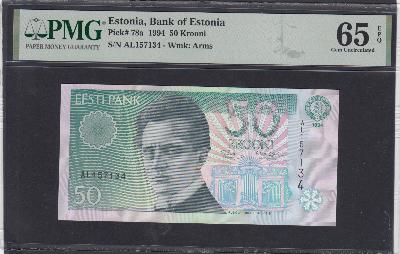 PMG
PAPER MONEY GUARANTY
Estonia, Bank of Estonia
Pick# 78a 1994 50 Krooni
S/N AL157134 - Wmk: Arms
65 EPQ
Gem Uncirculated
EESTI PANK
50
KROONI
1994
AL157134
AL157134
50